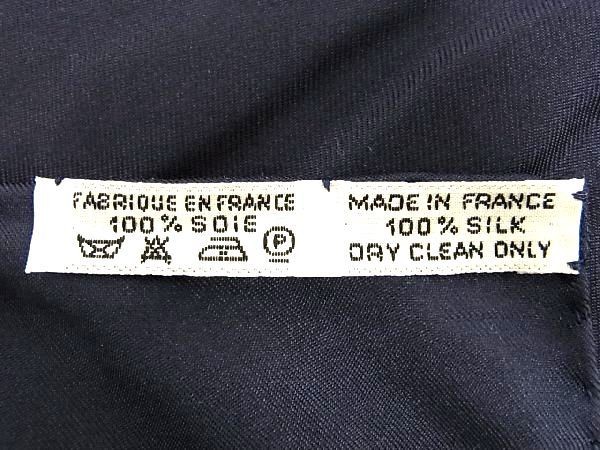 FABRIQUE EN FRANCE
100% SOIE
P
MADE IN FRANCE
100% SILK
DRY CLEAN ONLY